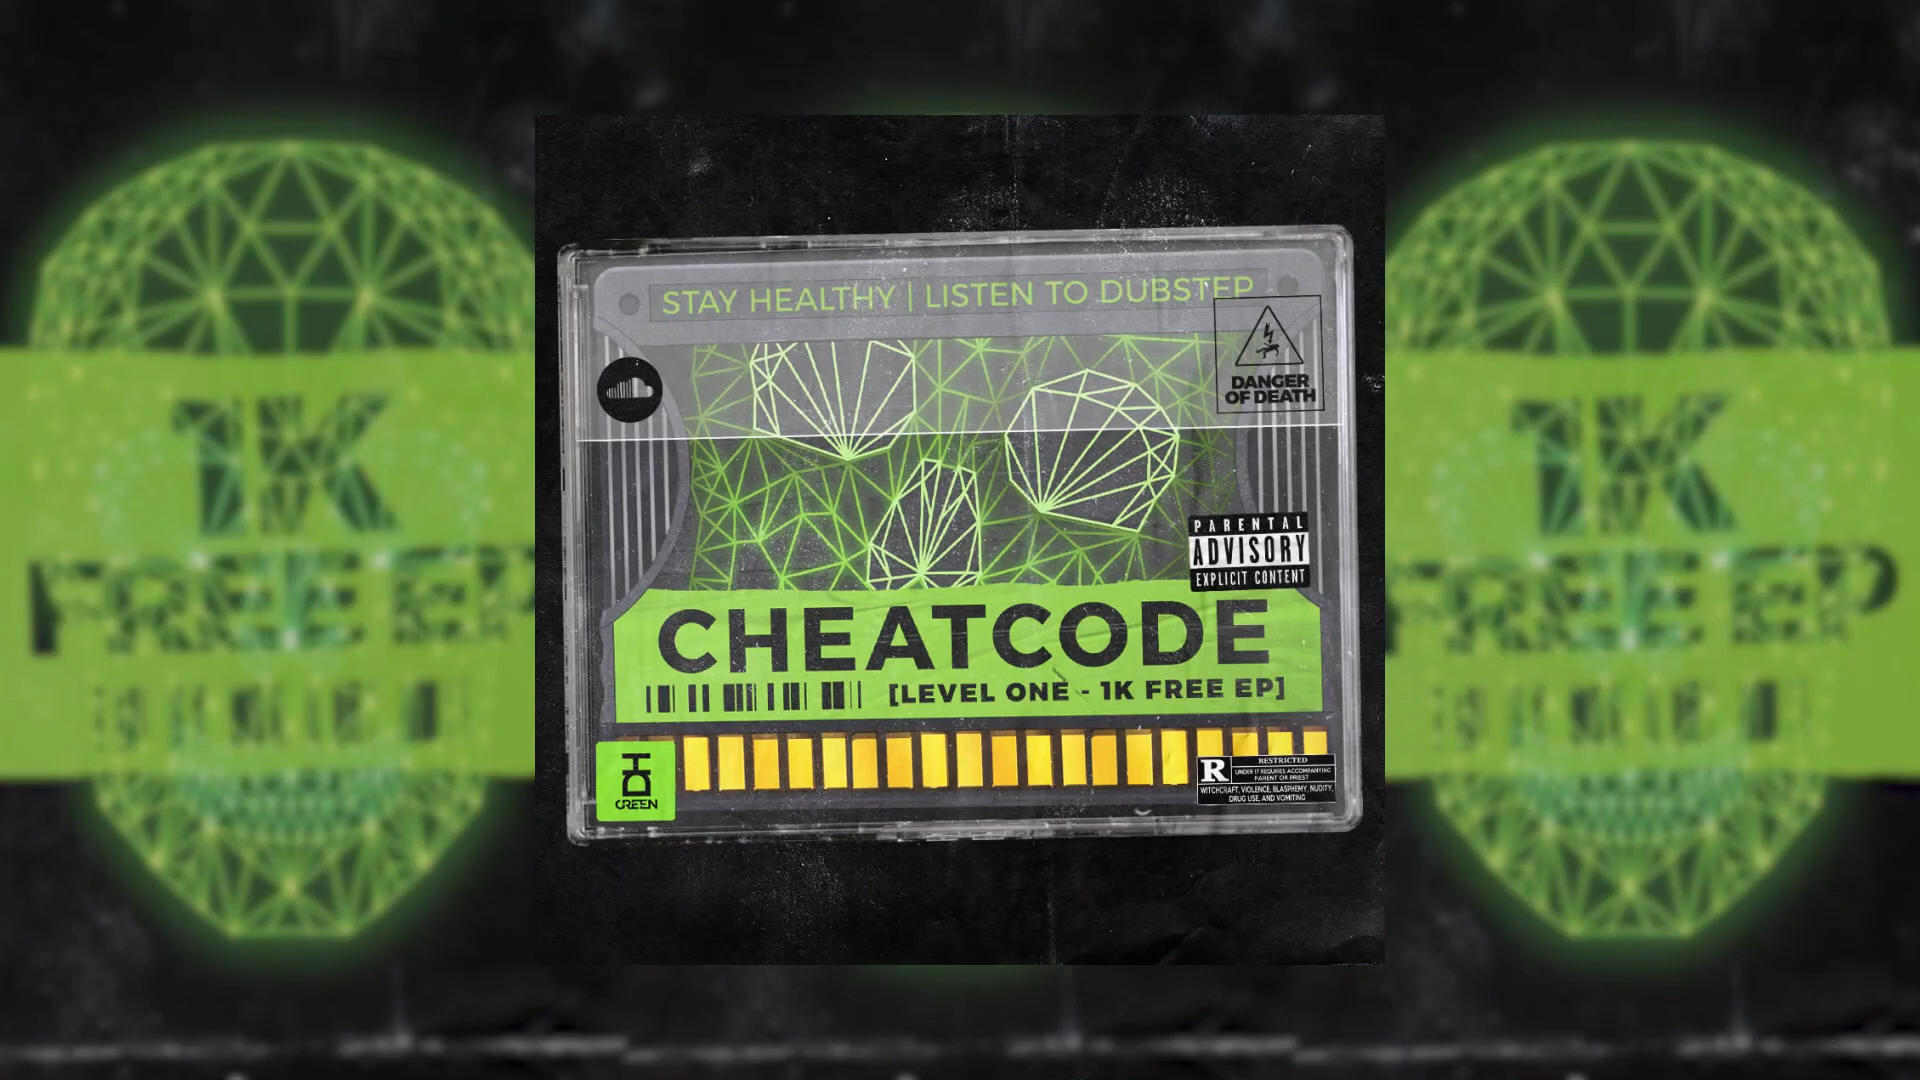 STAY HEALTHY | LISTEN TO DUBSTEP
DANGER
OF DEATH
PARENTAL
ADVISORY
EXPLICIT CONTENT
CHEATCODE
[LEVEL ONE - 1K FREE EP]
HDI
GREEN
R
RESTRICTED
UNDER 17 REQUIRES ACCOMPANYING
PARENT OR PRIEST
WITCHCRAFT, VIOLENCE, BLASPHEMY, NUDITY,
DRUG USE, AND VOMITING
1K
FREE EP
1K
FREE EP